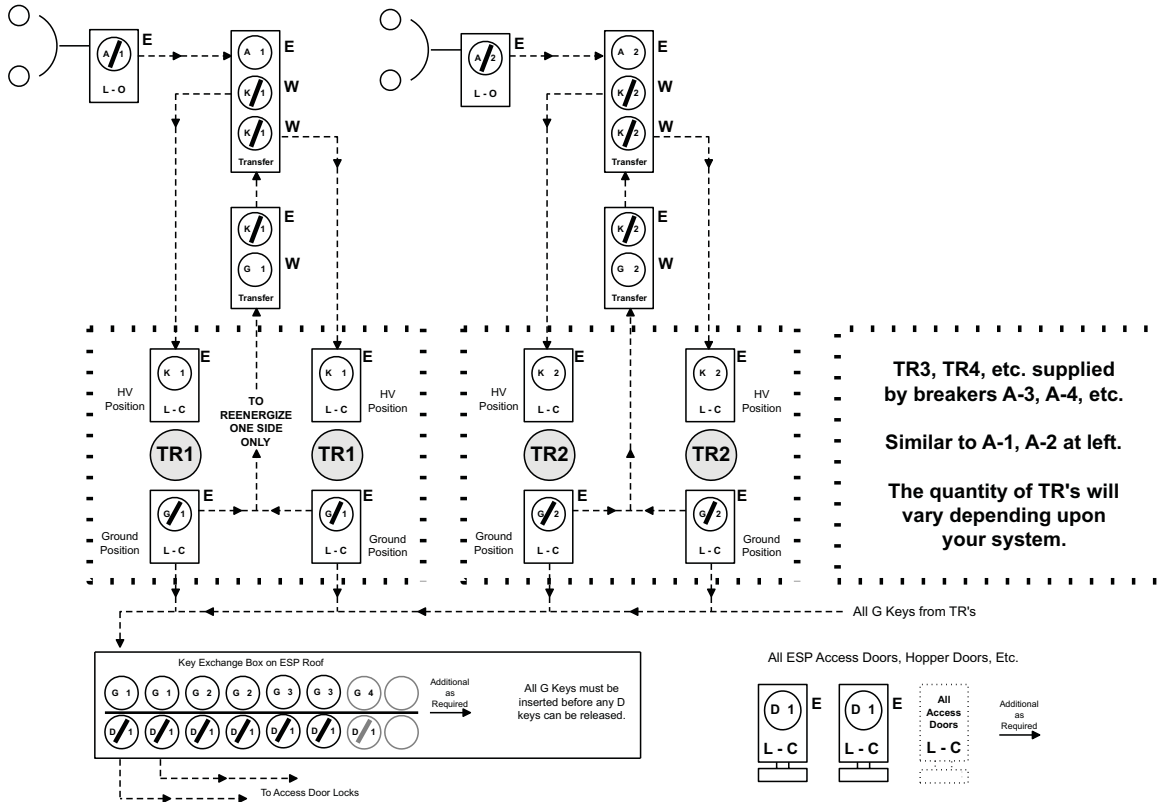 E
A 1
L - O
A 1
E
K 1
W
K 1
W
Transfer
K 1
E
G 1
W
Transfer
E
A 2
L - O
A 2
E
K 2
W
K 2
W
Transfer
K 2
E
G 2
W
Transfer
K 1
E
L - C
HV
Position
TR1
G 1
E
L - C
Ground
Position
TO
REENERGIZE
ONE SIDE
ONLY
K 1
E
L - C
HV
Position
TR1
G 1
E
L - C
Ground
Position
K 2
E
L - C
HV
Position
TR2
G 2
E
L - C
Ground
Position
K 2
E
L - C
HV
Position
TR2
G 2
E
L - C
Ground
Position
TR3, TR4, etc. supplied
by breakers A-3, A-4, etc.
Similar to A-1, A-2 at left.
The quantity of TR's will
vary depending upon
your system.
All G Keys from TR's
Key Exchange Box on ESP Roof
G 1 G 1 G 2 G 2 G 3 G 3 G 4
D 1 D 1 D 1 D 1 D 1 D 1 D 1
Additional
as
Required
All G Keys must be
inserted before any D
keys can be released.
To Access Door Locks
All ESP Access Doors, Hopper Doors, Etc.
D 1
E
L - C
D 1
E
L - C
All
Access
Doors
L - C
Additional
as
Required